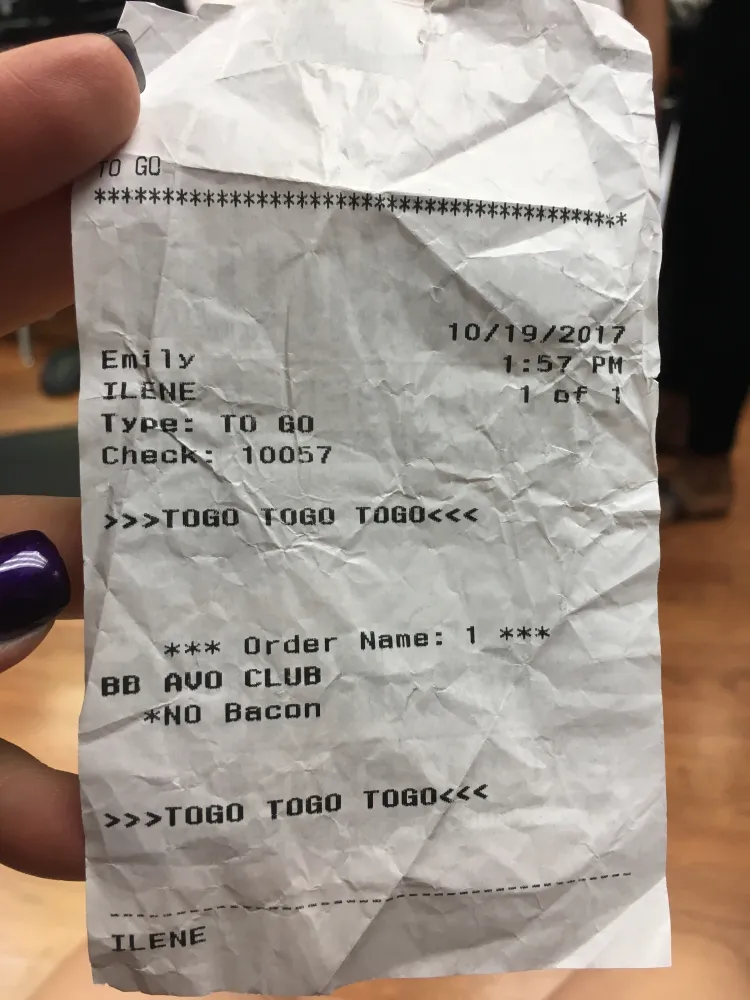 TO GO
****************************************
10/19/2017
Emily 1:57 PM
ILENE 1 of 1
Type: TO GO
Check: 10057
>>>TOGO TOGO TOGO<<<
*** Order Name: 1 ***
BB AVO CLUB
*NO Bacon
>>>TOGO TOGO TOGO<<<
----------------------------------------
ILENE